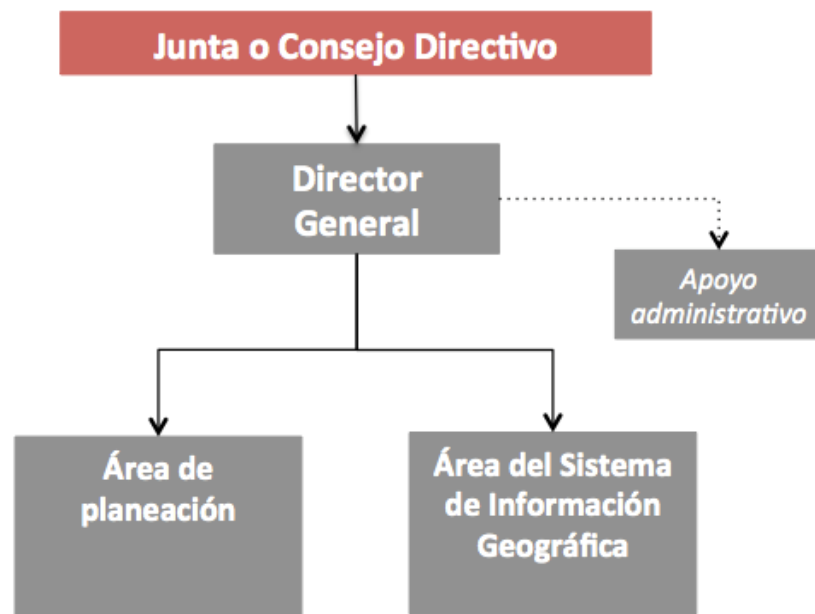 Junta o Consejo Directivo
Director
General
Apoyo
administrativo
Área de
planeación
Área del Sistema
de Información
Geográfica